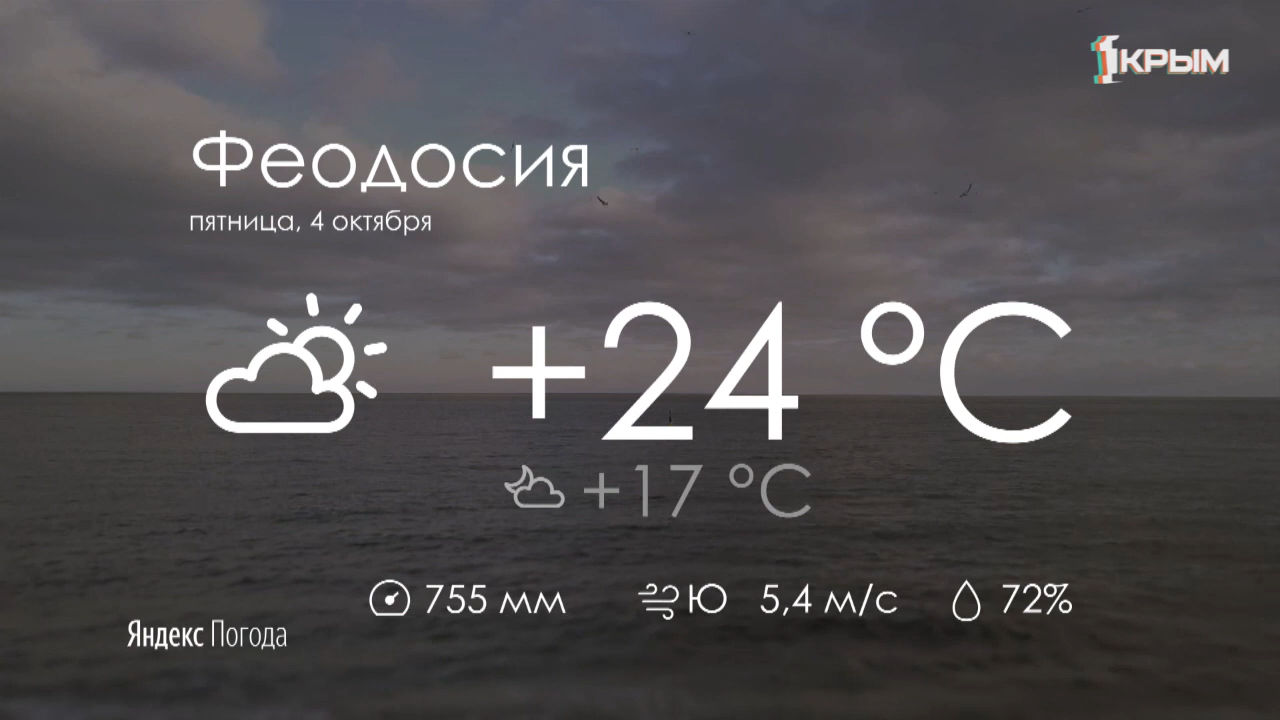 1КРЫМ
Феодосия
пятница, 4 октября
+24 °C
+17 °C
755 мм Ю 5,4 м/с 72%
Яндекс Погода